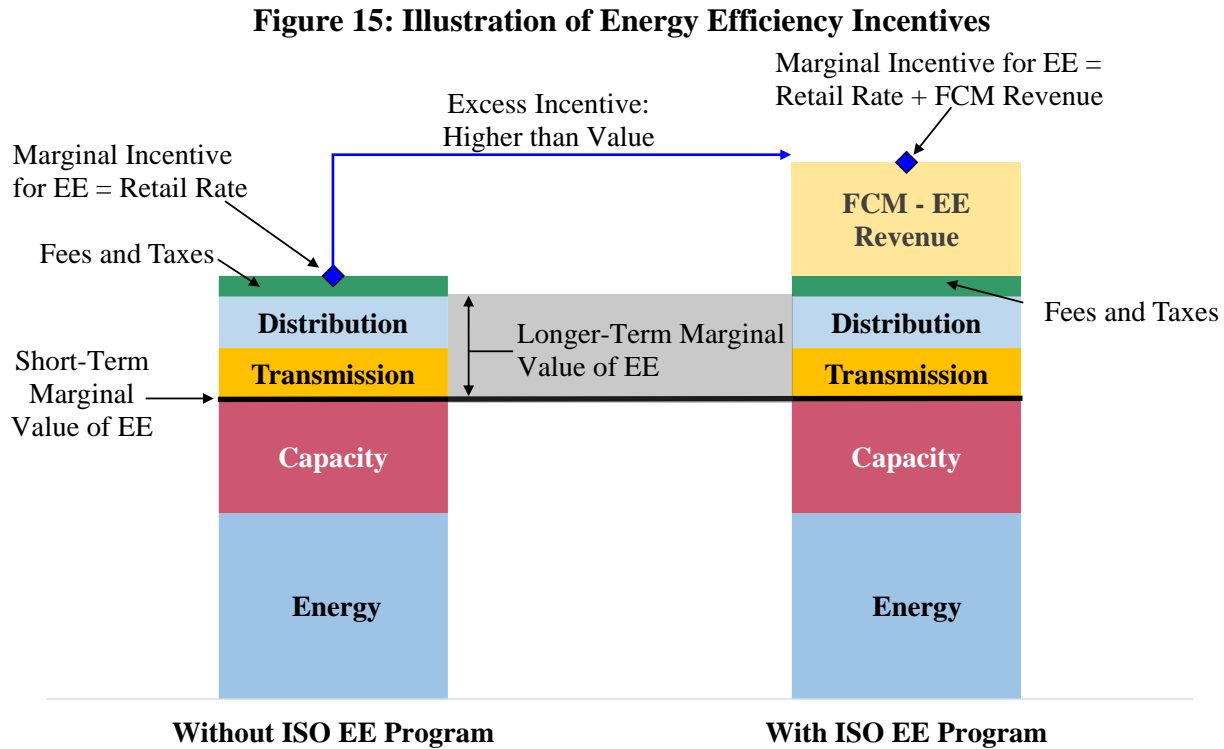 Figure 15: Illustration of Energy Efficiency Incentives
Marginal Incentive for EE =
Retail Rate + FCM Revenue
Excess Incentive:
Higher than Value
Marginal Incentive
for EE = Retail Rate
Fees and Taxes
FCM - EE
Revenue
Fees and Taxes
Distribution
Transmission
Longer-Term Marginal
Value of EE
Distribution
Transmission
Short-Term
Marginal
Value of EE
Capacity
Capacity
Energy
Energy
Without ISO EE Program
With ISO EE Program